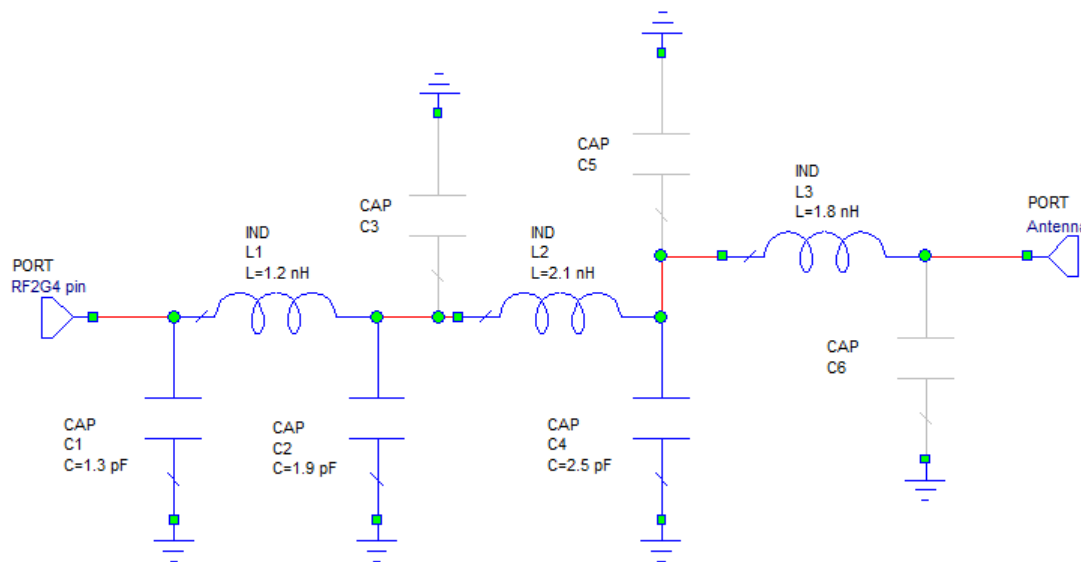 CAP
C5
CAP
C3
IND
L3
L=1.8 nH
PORT
Antenna
IND
L1
L=1.2 nH
IND
L2
L=2.1 nH
PORT
RF2G4 pin
CAP
C6
CAP
C1
C=1.3 pF
CAP
C2
C=1.9 pF
CAP
C4
C=2.5 pF